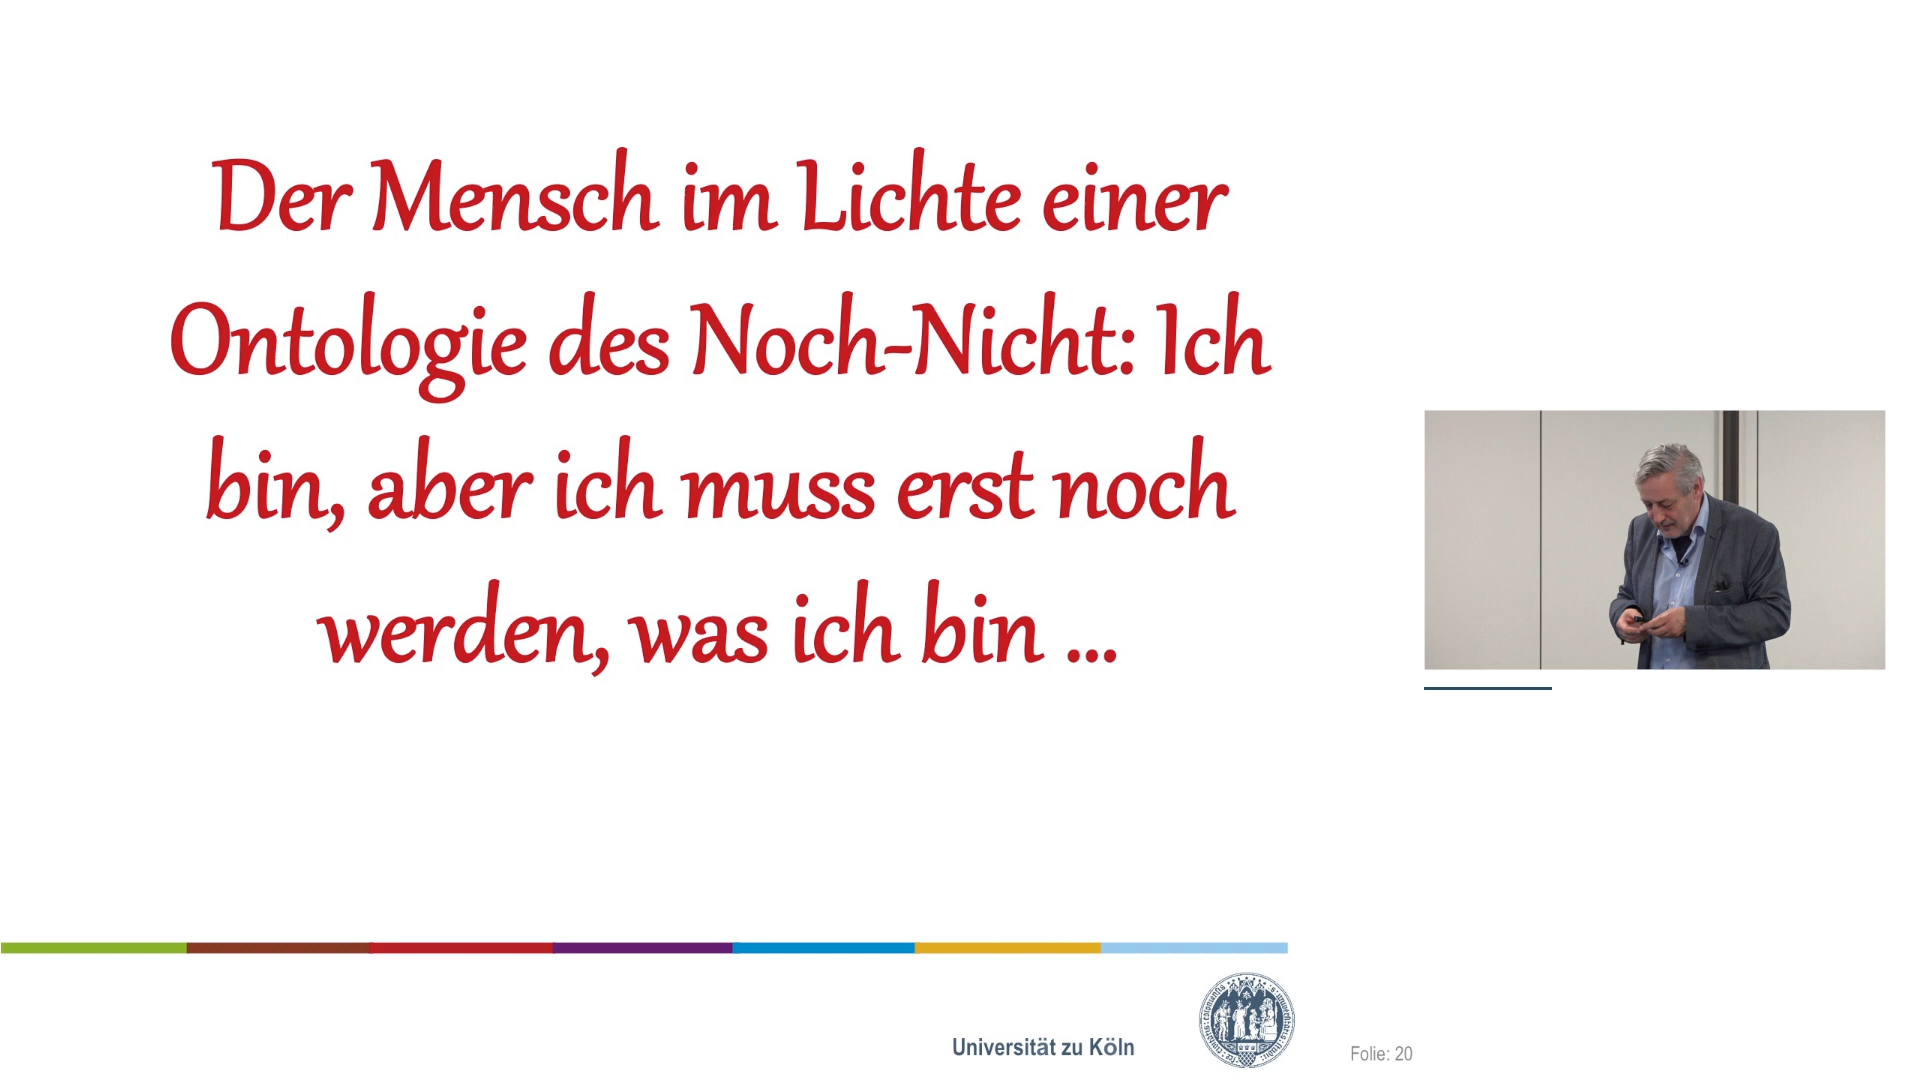 Der Mensch im Lichte einer
Ontologie des Noch-Nicht: Ich
bin, aber ich muss erst noch
werden, was ich bin ...
Universität zu Köln
Folie: 20